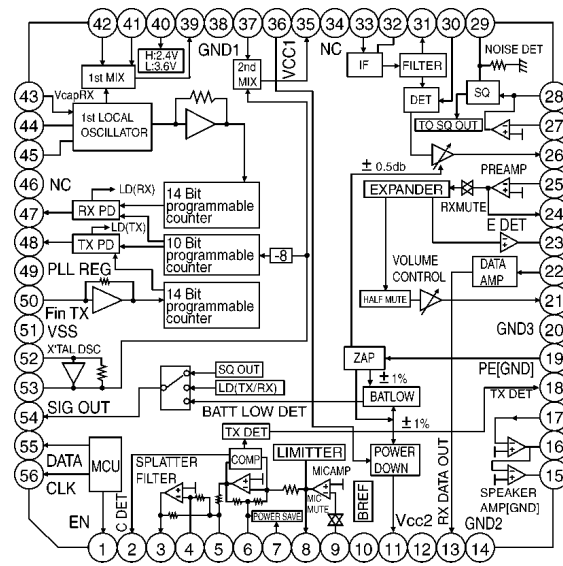 42 41 40 39 38 37 36 35 34 33 32 31 30 29
GND1
VCC1
NC
H:2.4V
L:3.6V
1st MIX
2nd
MIX
IF
FILTER
NOISE DET
DET
SQ
43
VcapRX
28
1st LOCAL
OSCILLATOR
TO SQ OUT
27
44
26
45
± 0.5db
PREAMP
46
NC
25
LD(RX)
14 Bit
programmable
counter
EXPANDER
RXMUTE
47
RX PD
24
LD(TX)
E DET
48
TX PD
10 Bit
programmable
counter
-8
23
49
PLL REG
VOLUME
CONTROL
DATA
AMP
22
50
14 Bit
programmable
counter
HALF MUTE
21
Fin TX
51
VSS
GND3
20
52
X'TAL DSC
ZAP
19
PE[GND]
SQ OUT
± 1%
53
LD(TX/RX)
BATLOW
TX DET
18
54
SIG OUT
BATT LOW DET
± 1%
17
55
DATA
MCU
TX DET
16
56
CLK
SPLATTER
FILTER
COMP
LIMITTER
POWER
DOWN
15
MICAMP
SPEAKER
AMP[GND]
C DET
MIC
MUTE
BREF
RX DATA OUT
EN
POWER SAVE
Vcc2
GND2
1 2 3 4 5 6 7 8 9 10 11 12 13 14